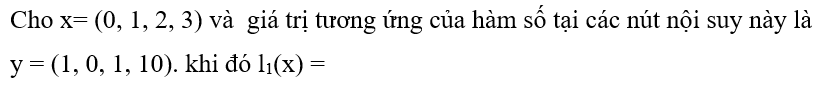 Cho x= (0, 1, 2, 3) và giá trị tương ứng của hàm số tại các nút nội suy này là
y = (1, 0, 1, 10). khi đó l₁(x) =